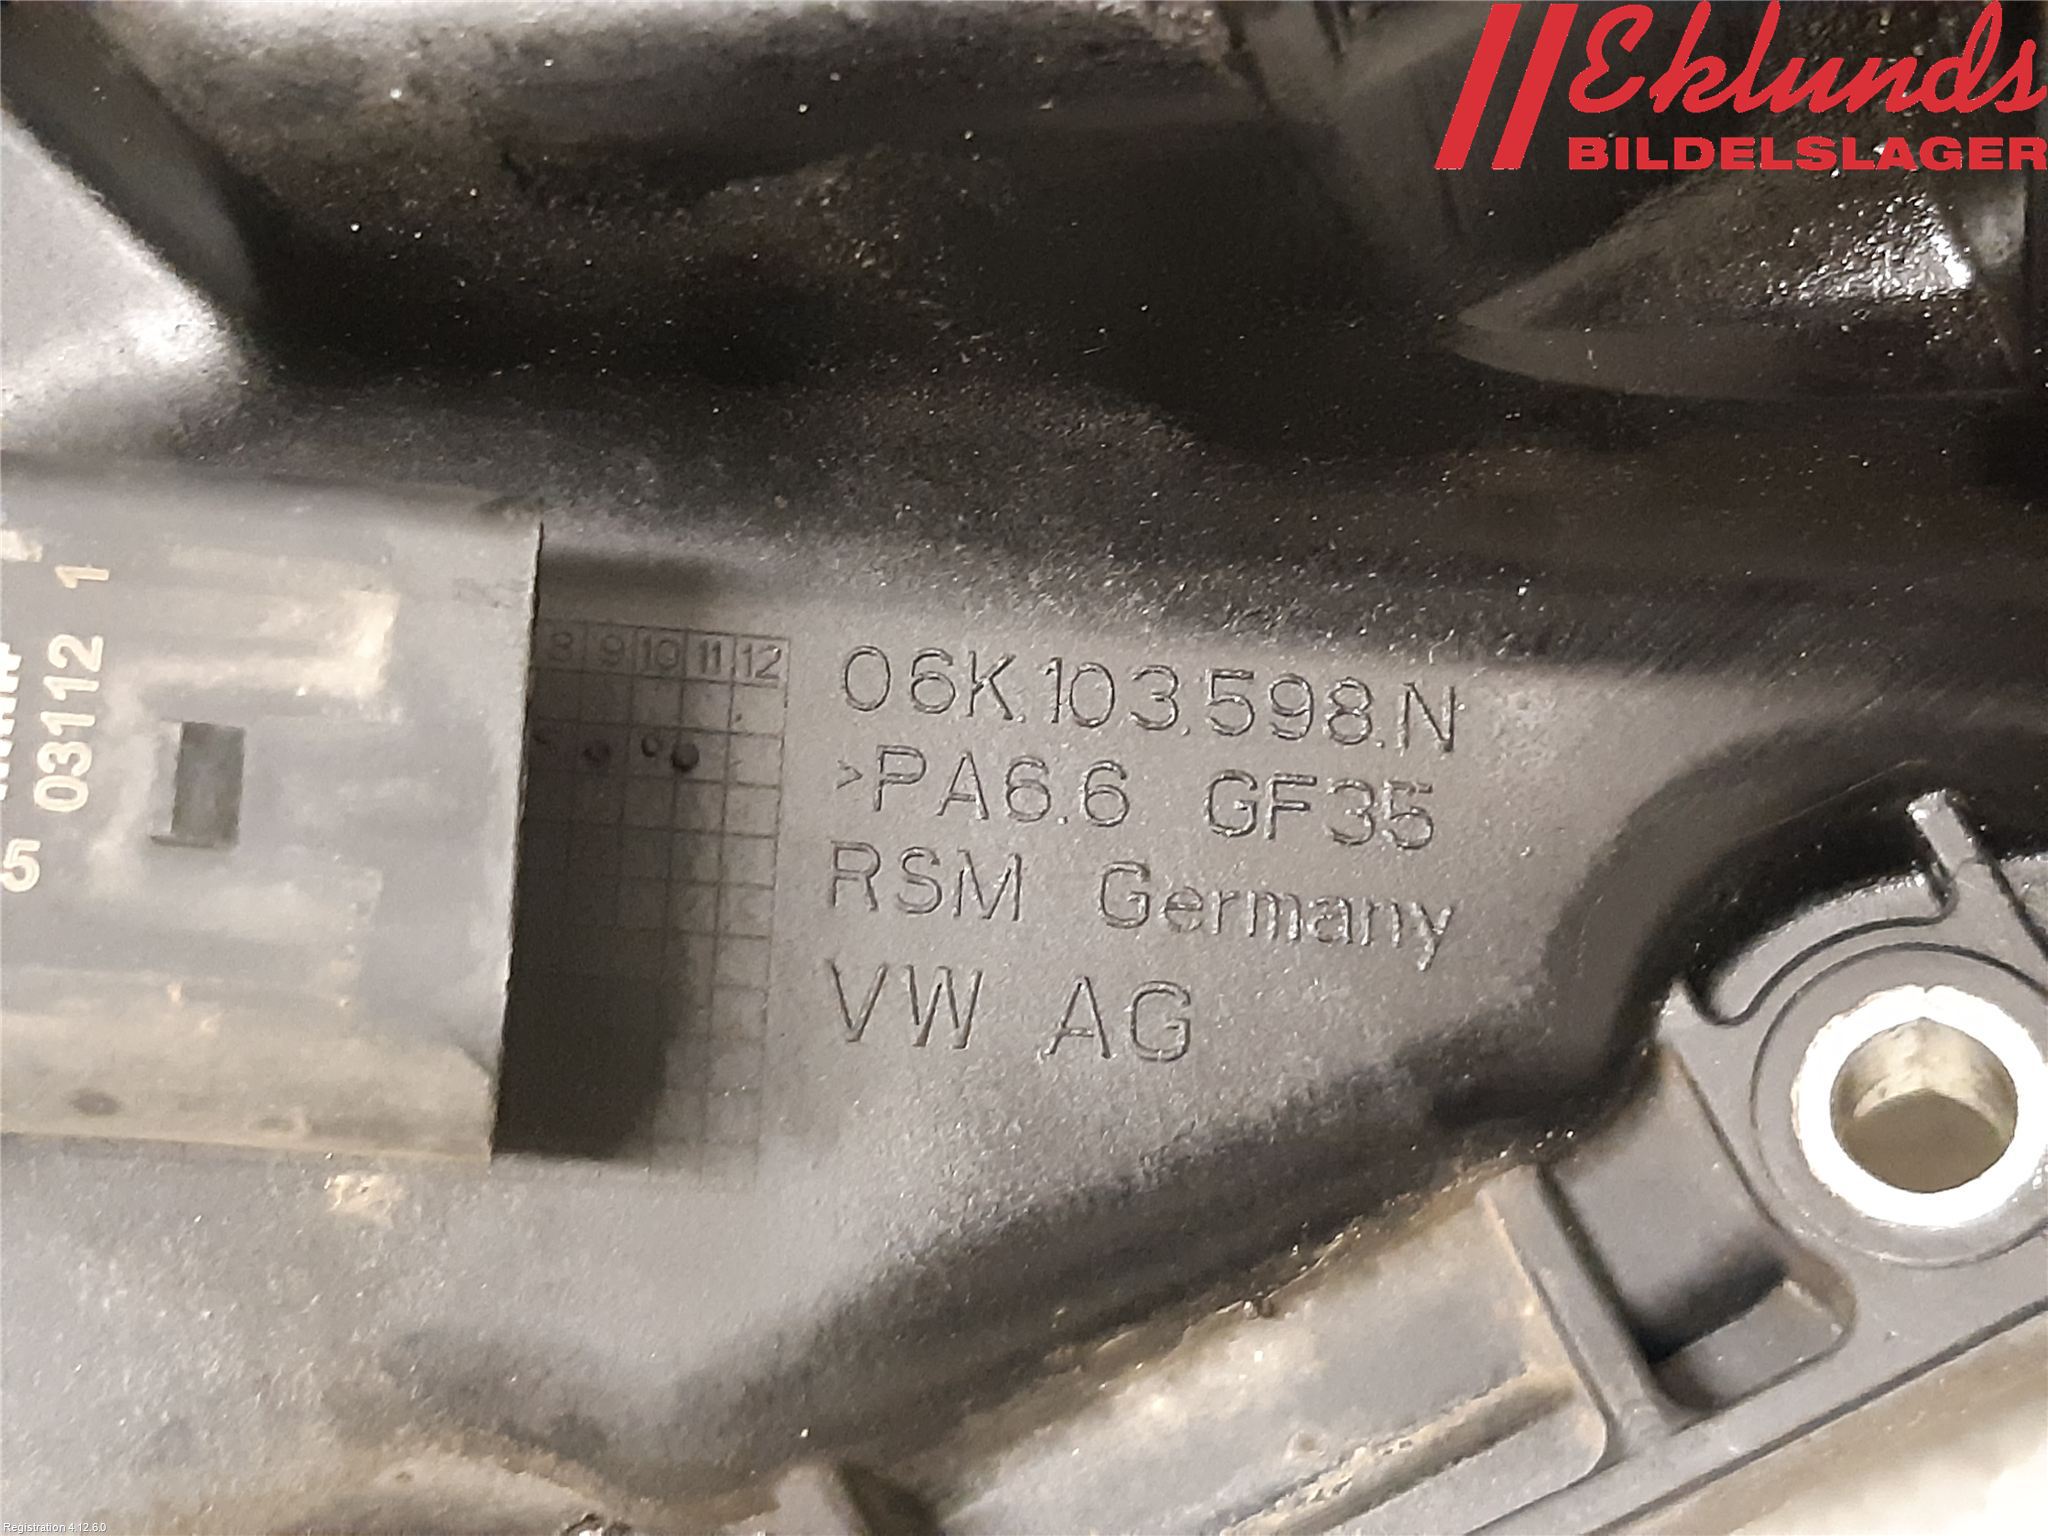 Eklunds
BILDELSLAGER
8 9 10 11 12
06K.103.598.N
>PA6.6 GF35
RSM Germany
VW AG
03112 1
5
Registration 4.12.6.0